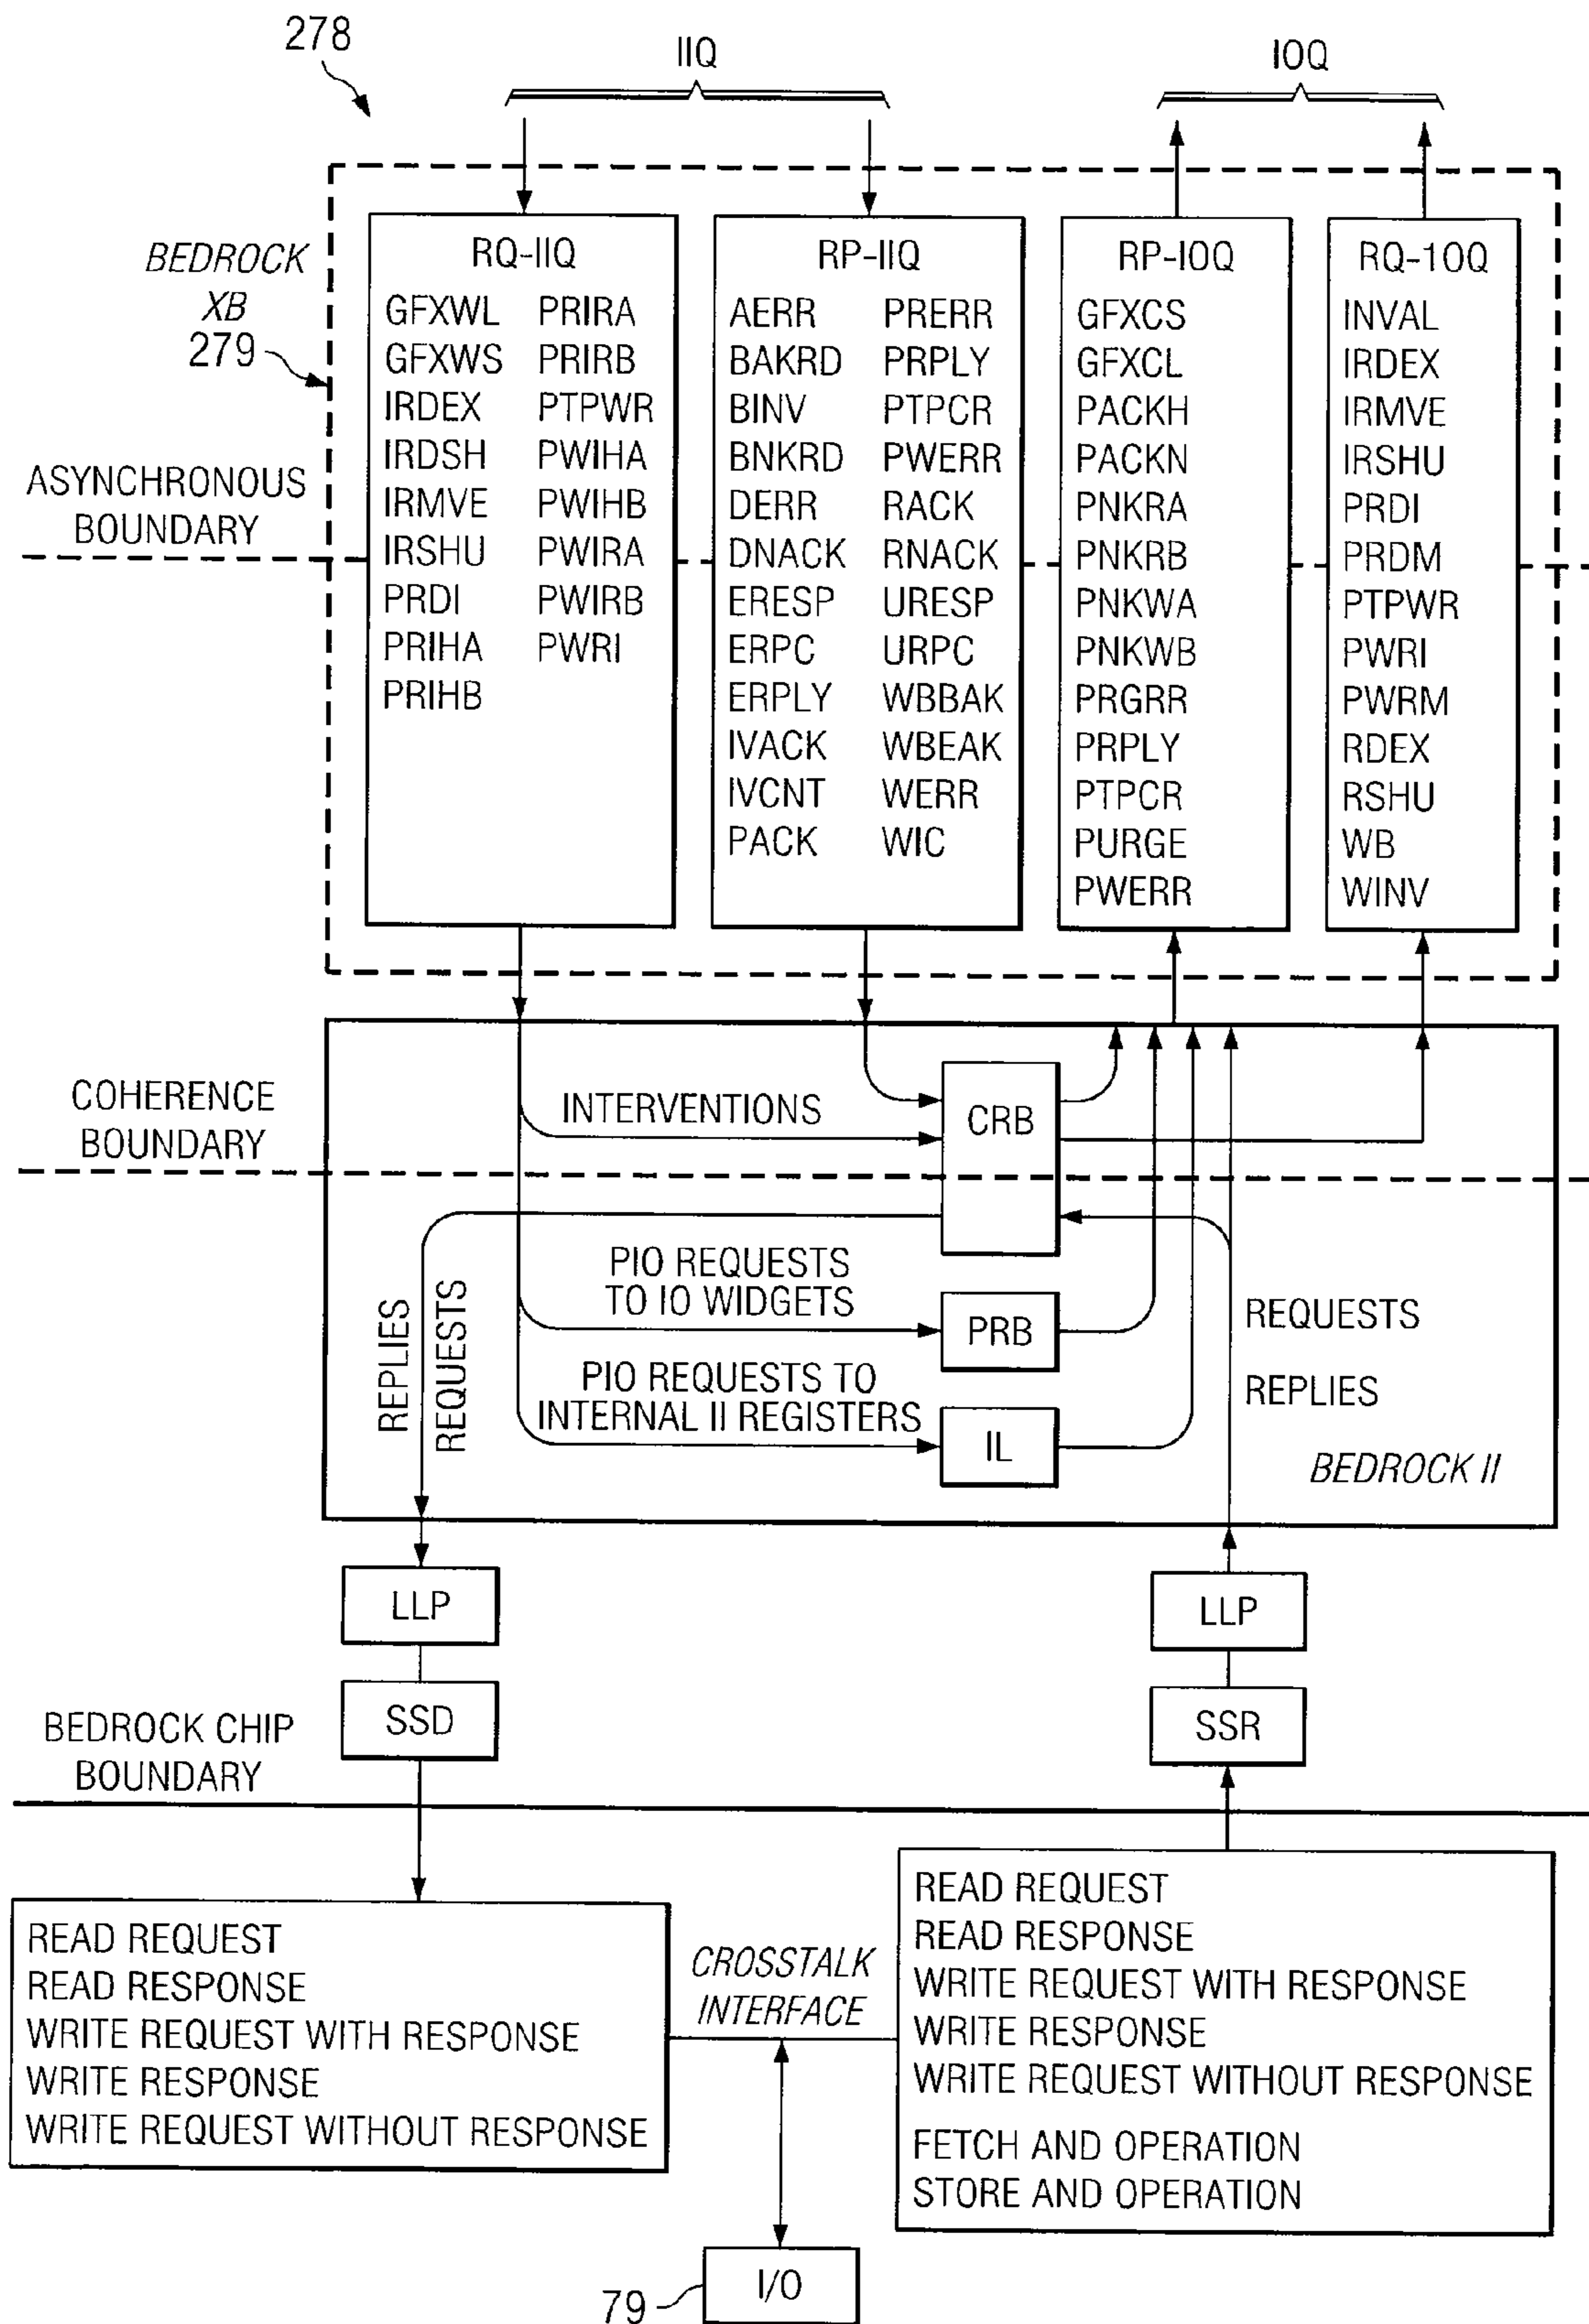 278
IIQ
IOQ
BEDROCK
XB
279
ASYNCHRONOUS
BOUNDARY
RQ-IIQ
GFXWL PRIRA
GFXWS PRIRB
IRDEX PTPWR
IRDSH PWIHA
IRMVE PWIHB
IRSHU PWIRA
PRDI PWIRB
PRIHA PWRI
PRIHB
RP-IIQ
AERR PRERR
BAKRD PRPLY
BINV PTPCR
BNKRD PWERR
DERR RACK
DNACK RNACK
ERESP URESP
ERPC URPC
ERPLY WBBAK
IVACK WBEAK
IVCNT WERR
PACK WIC
RP-IOQ
GFXCS
GFXCL
PACKH
PACKN
PNKRA
PNKRB
PNKWA
PNKWB
PRGRR
PRPLY
PTPCR
PURGE
PWERR
RQ-1OQ
INVAL
IRDEX
IRMVE
IRSHU
PRDI
PRDM
PTPWR
PWRI
PWRM
RDEX
RSHU
WB
WINV
COHERENCE
BOUNDARY
INTERVENTIONS
CRB
PIO REQUESTS
TO IO WIDGETS
PRB
PIO REQUESTS TO
INTERNAL II REGISTERS
IL
REPLIES
REQUESTS
REQUESTS
REPLIES
BEDROCK II
LLP
SSD
LLP
SSR
BEDROCK CHIP
BOUNDARY
READ REQUEST
READ RESPONSE
WRITE REQUEST WITH RESPONSE
WRITE RESPONSE
WRITE REQUEST WITHOUT RESPONSE
CROSSTALK
INTERFACE
READ REQUEST
READ RESPONSE
WRITE REQUEST WITH RESPONSE
WRITE RESPONSE
WRITE REQUEST WITHOUT RESPONSE
FETCH AND OPERATION
STORE AND OPERATION
79
I/O